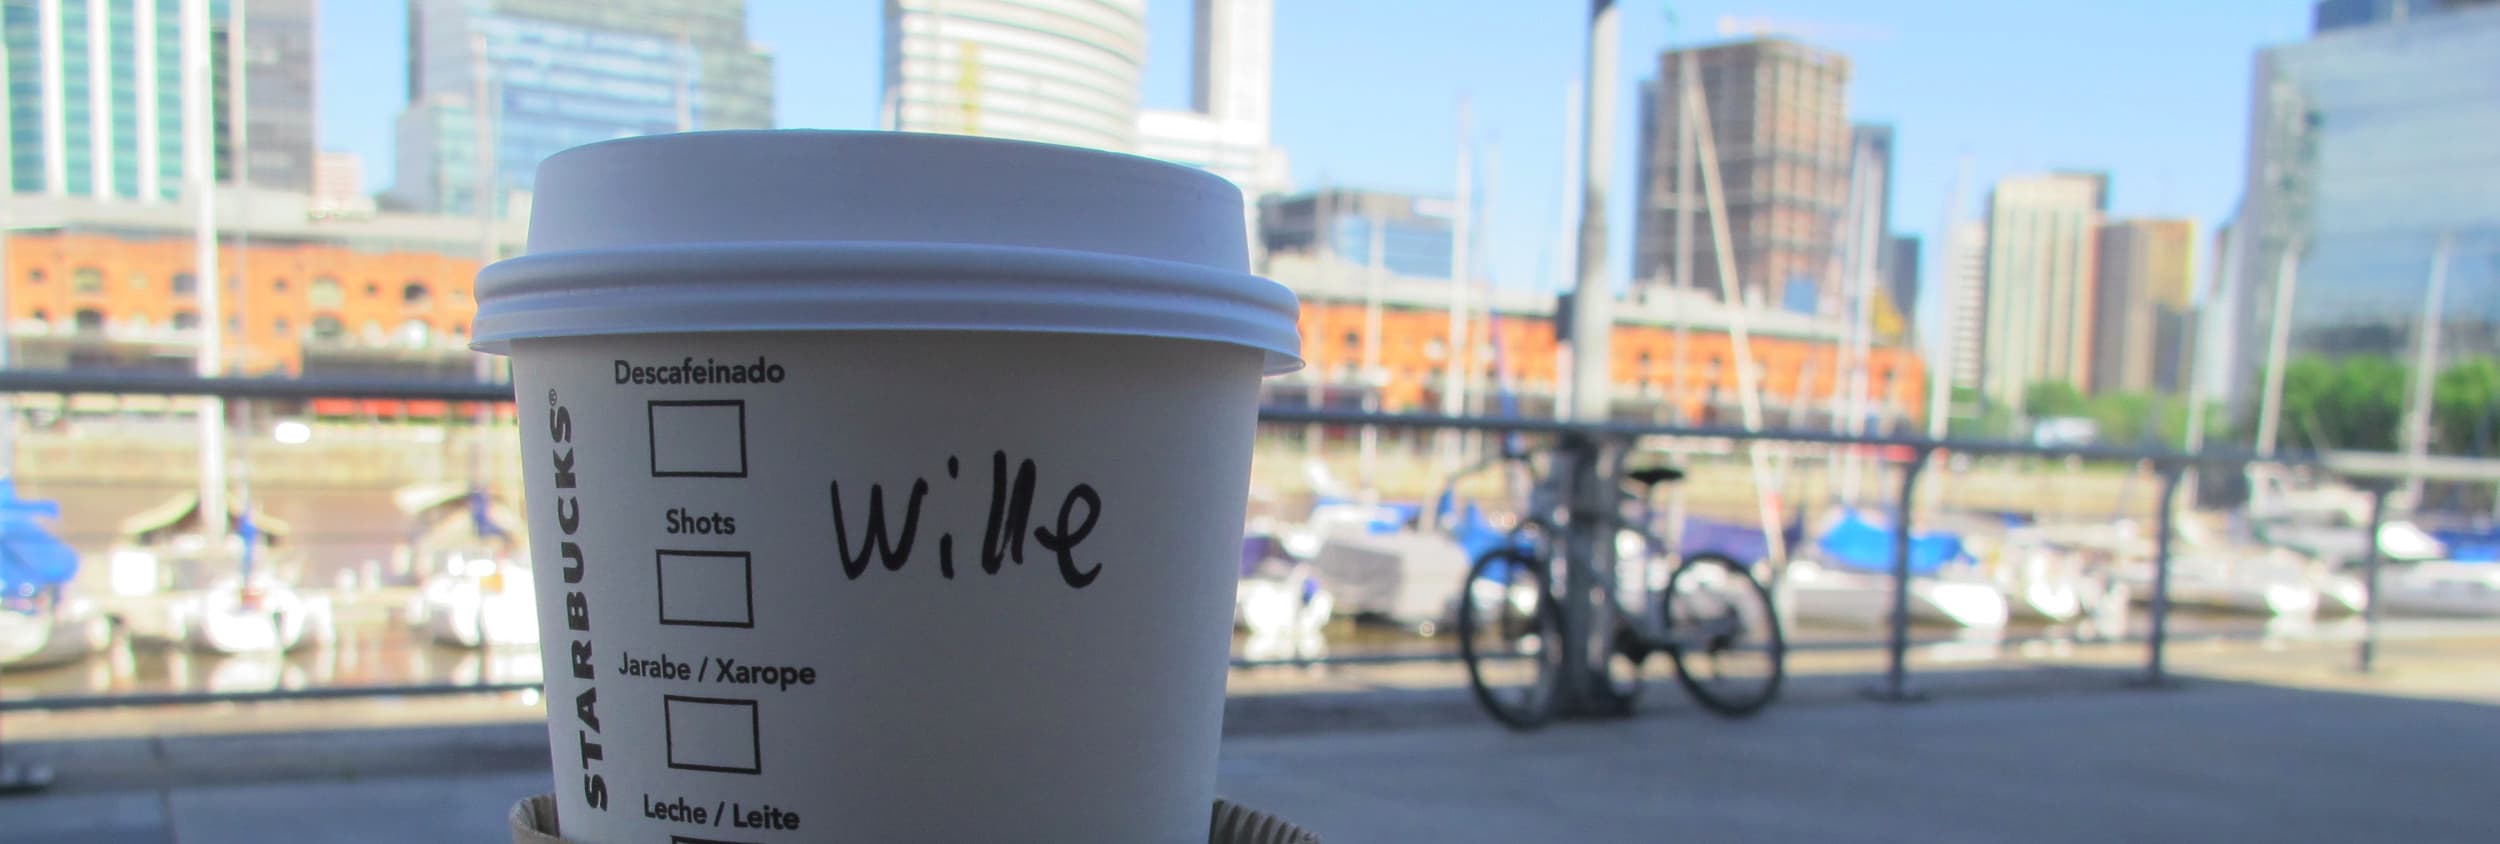 STARBUCKS®
Descafeinado
Shots
Jarabe / Xarope
Leche / Leite
Wille